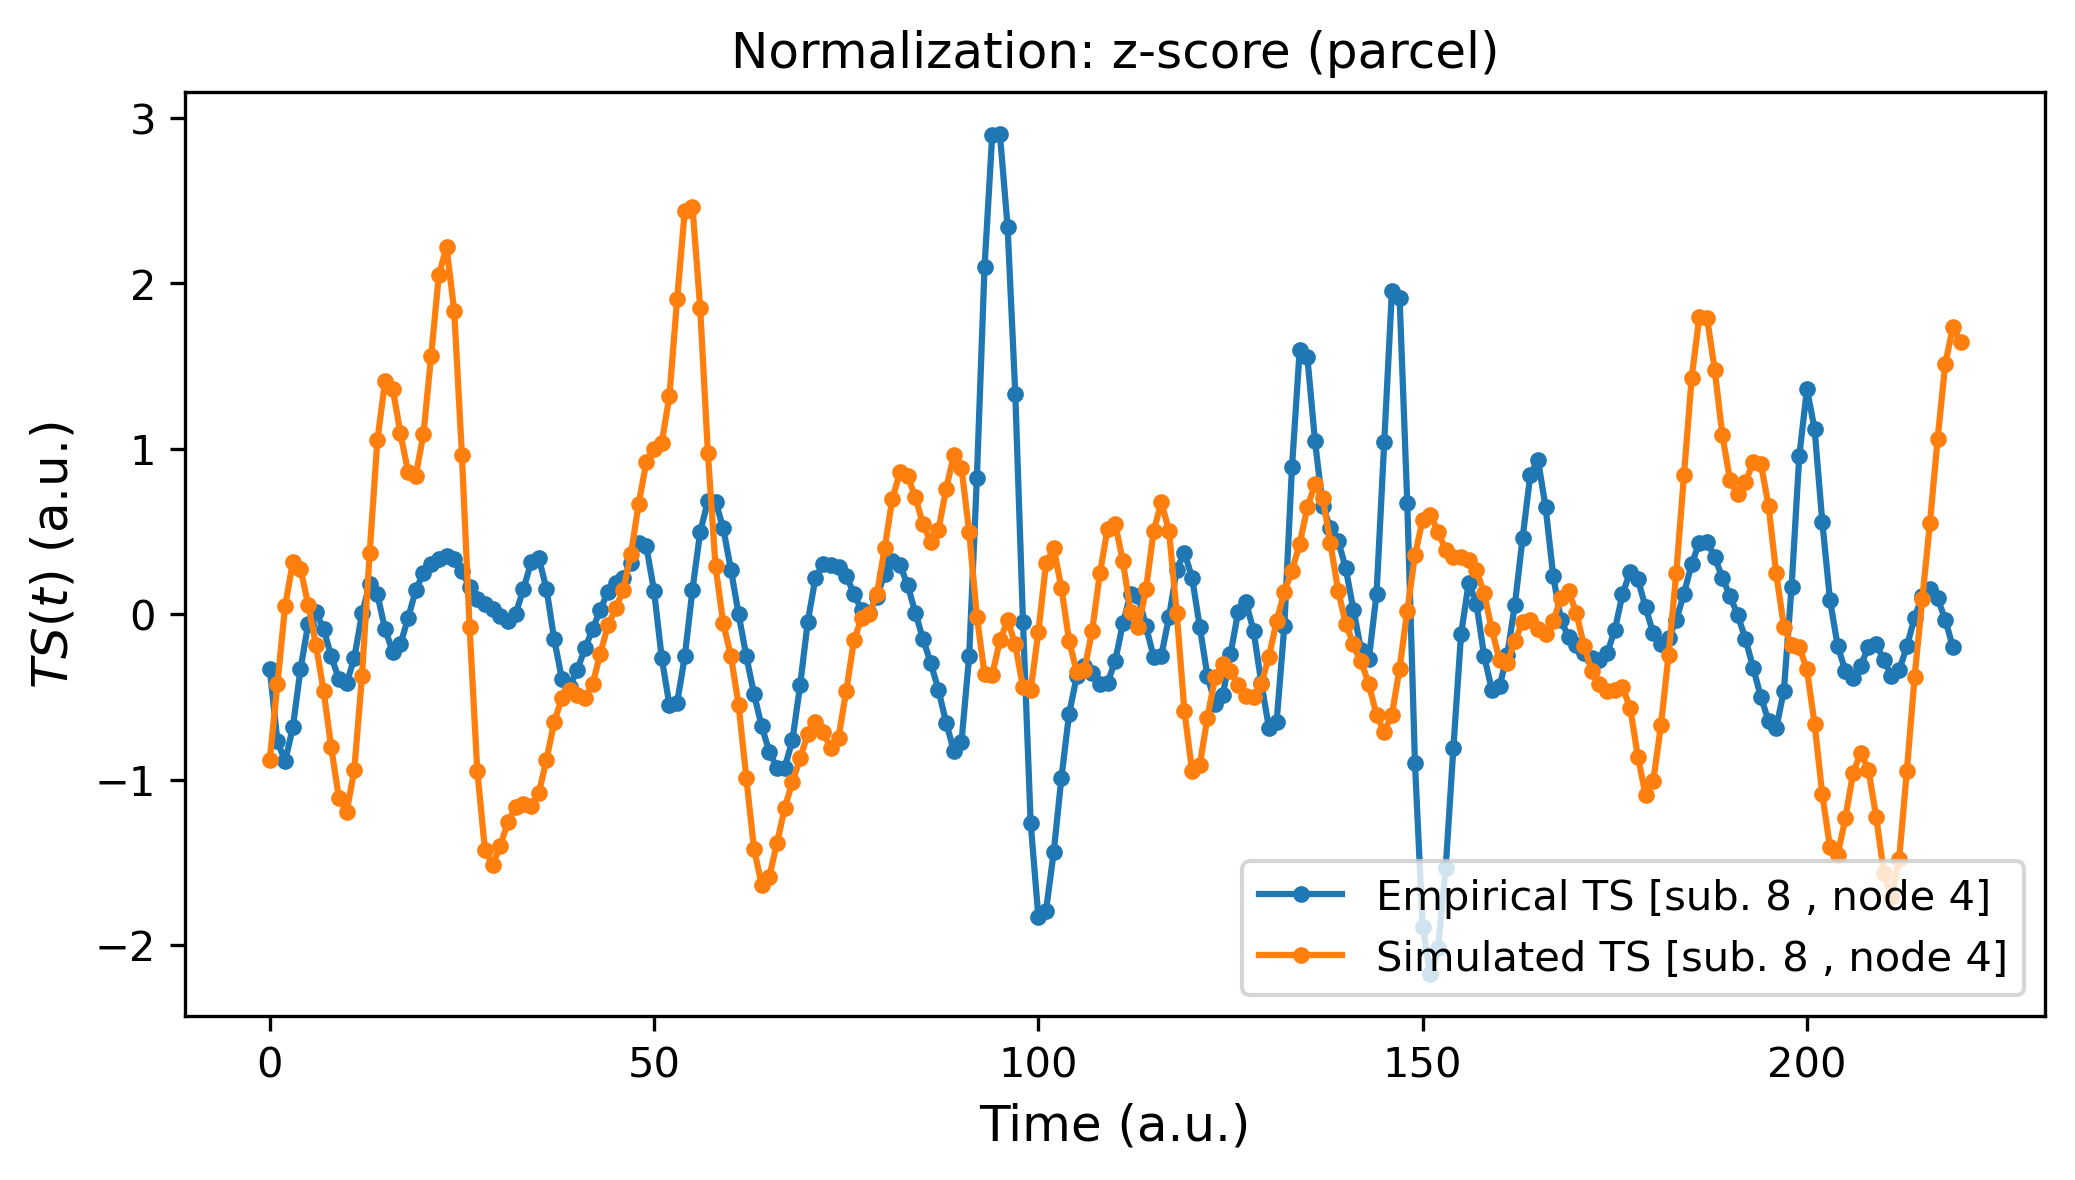 Normalization: z-score (parcel)
TS(t) (a.u.)
3
2
1
0
−1
−2
0 50 100 150 200
Time (a.u.)
Empirical TS [sub. 8 , node 4]
Simulated TS [sub. 8 , node 4]